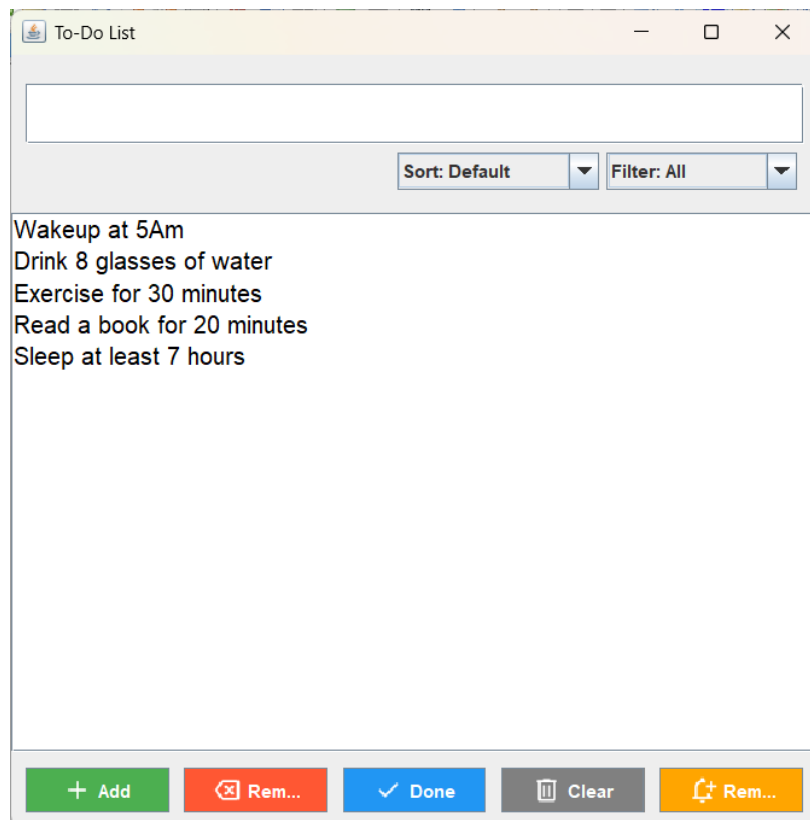 To-Do List
Sort: Default Filter: All
Wakeup at 5Am
Drink 8 glasses of water
Exercise for 30 minutes
Read a book for 20 minutes
Sleep at least 7 hours
Add Rem... Done Clear Rem...